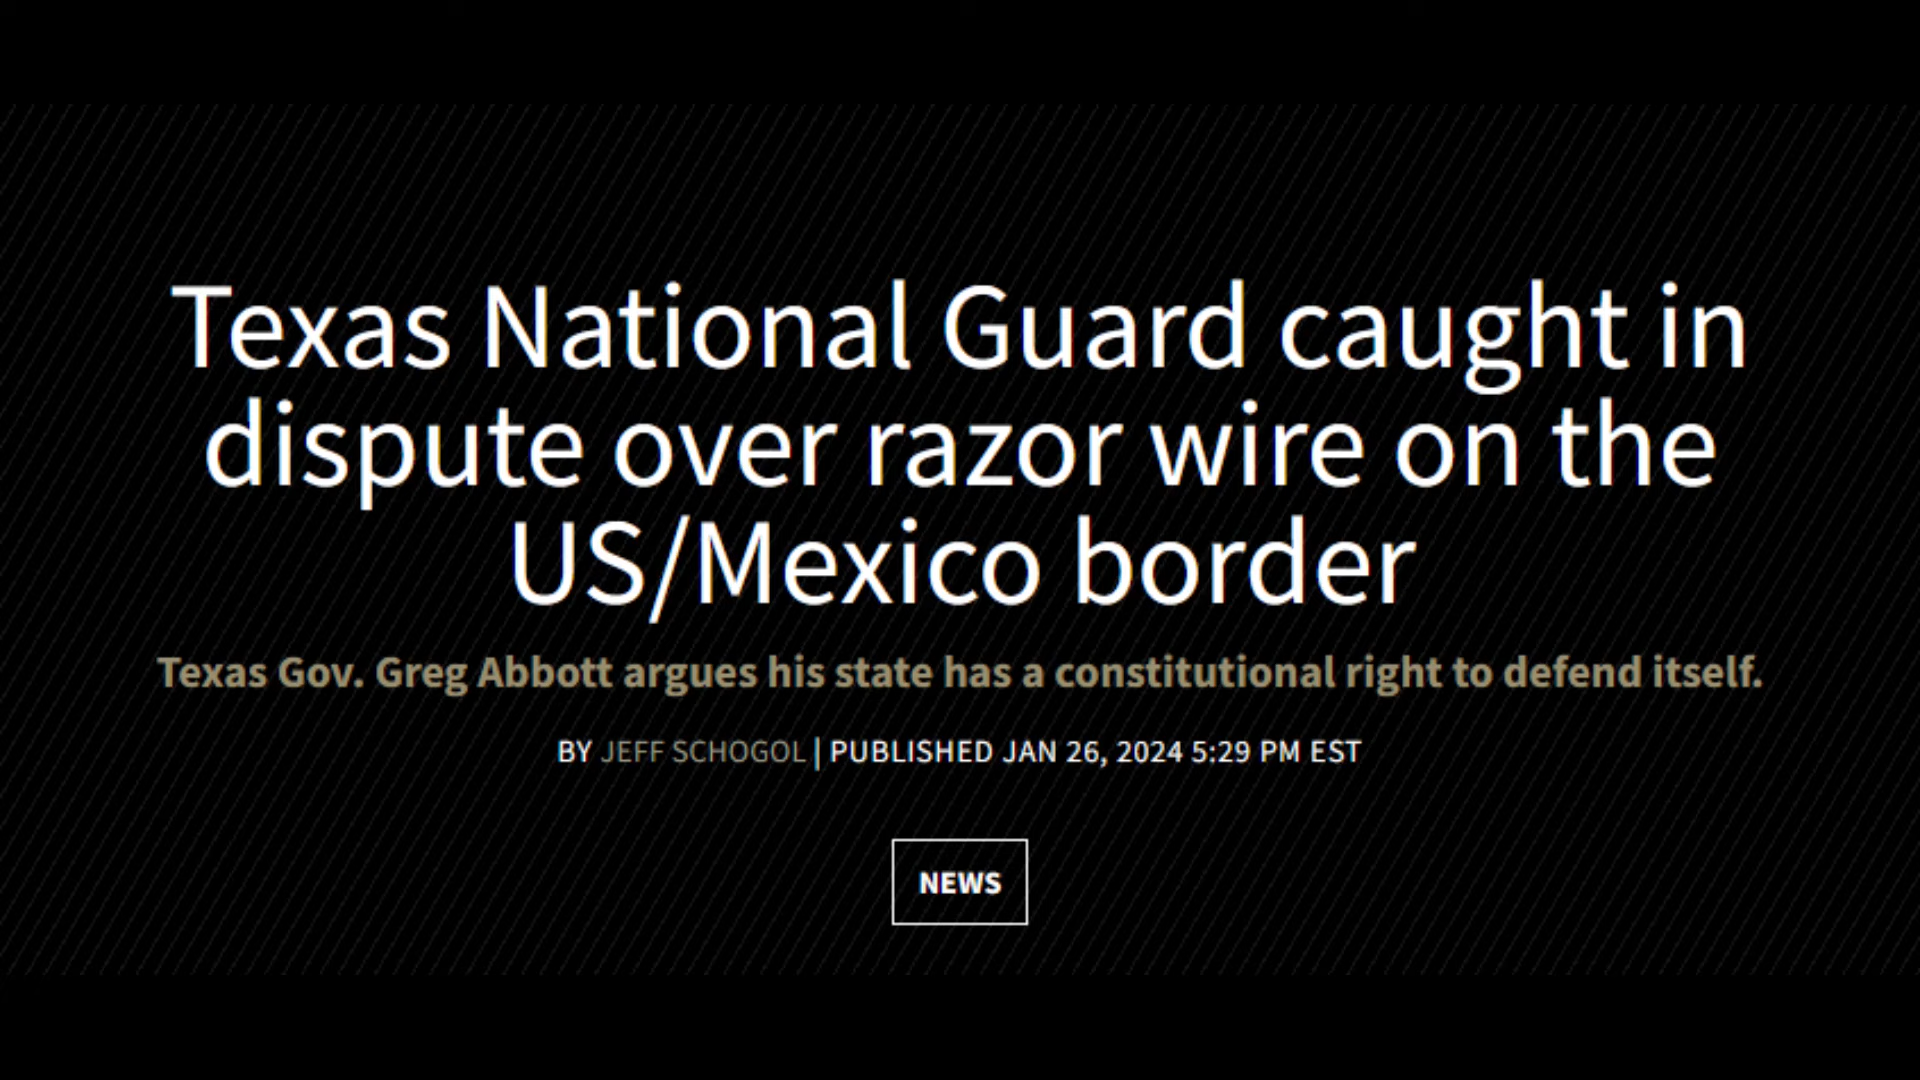 Texas National Guard caught in
dispute over razor wire on the
US/Mexico border
Texas Gov. Greg Abbott argues his state has a constitutional right to defend itself.
BY JEFF SCHOGOL | PUBLISHED JAN 26, 2024 5:29 PM EST
NEWS